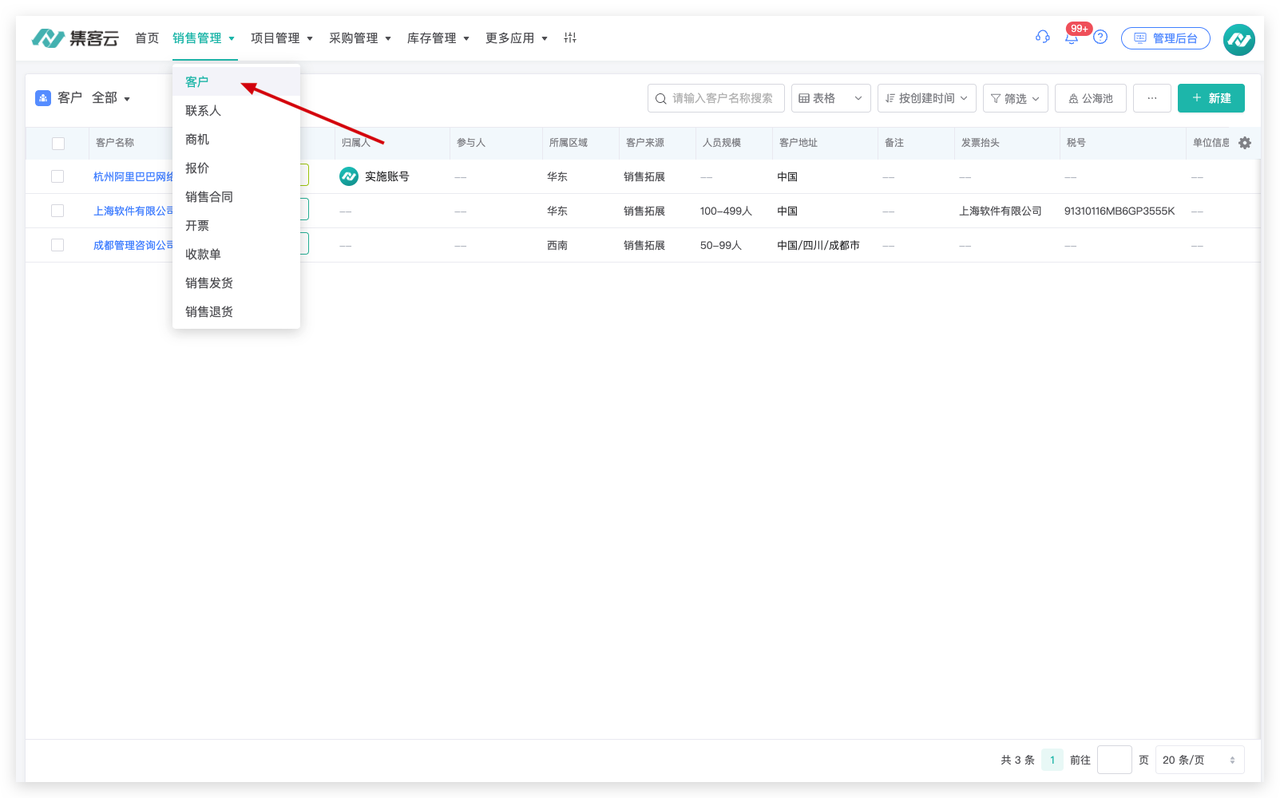 集客云 首页 销售管理 项目管理 采购管理 库存管理 更多应用 99+ 管理后台
客户 全部 请输入客户名称搜索 表格 按创建时间 筛选 公海池 ... + 新建
客户
联系人
商机
报价
销售合同
开票
收款单
销售发货
销售退货
客户名称 归属人 参与人 所属区域 客户来源 人员规模 客户地址 备注 发票抬头 税号 单位信息
杭州阿里巴巴网络 实施账号 -- 华东 销售拓展 -- 中国 -- -- -- --
上海软件有限公司 -- -- 华东 销售拓展 100-499人 中国 -- 上海软件有限公司 91310116MB6GP3555K --
成都管理咨询公司 -- -- 西南 销售拓展 50-99人 中国/四川/成都市 -- -- -- --
共 3 条 1 前往 页 20 条/页